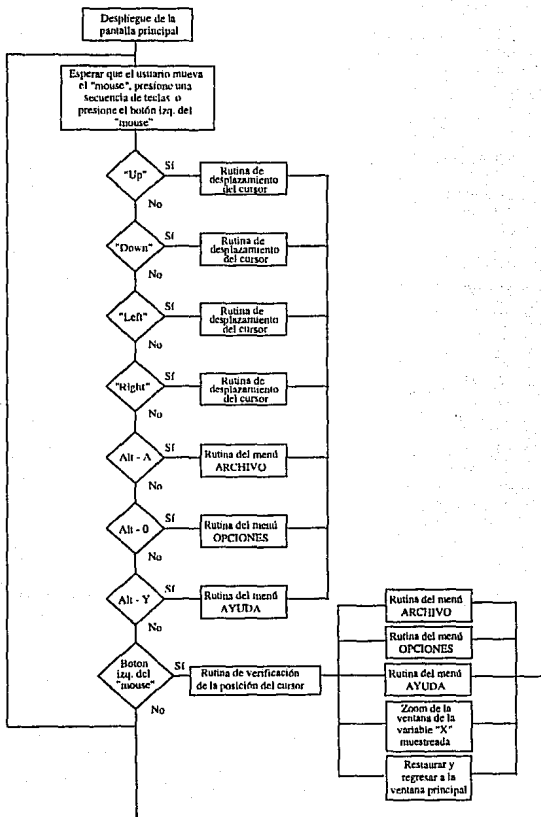 Despliegue de la
pantalla principal
Esperar que el usuario mueva
el "mouse", presione una
secuencia de teclas o
presione el botón izq. del
"mouse"
"Up"
Sí
No
Rutina de
desplazamiento
del cursor
"Down"
Sí
No
Rutina de
desplazamiento
del cursor
"Left"
Sí
No
Rutina de
desplazamiento
del cursor
"Right"
Sí
No
Rutina de
desplazamiento
del cursor
Alt - A
Sí
No
Rutina del menú
ARCHIVO
Alt - 0
Sí
No
Rutina del menú
OPCIONES
Alt - Y
Sí
No
Rutina del menú
AYUDA
Boton
izq. del
"mouse"
Sí
No
Rutina de verificación
de la posición del cursor
Rutina del menú
ARCHIVO
Rutina del menú
OPCIONES
Rutina del menú
AYUDA
Zoom de la
ventana de la
variable "X"
muestreada
Restaurar y
regresar a la
ventana principal